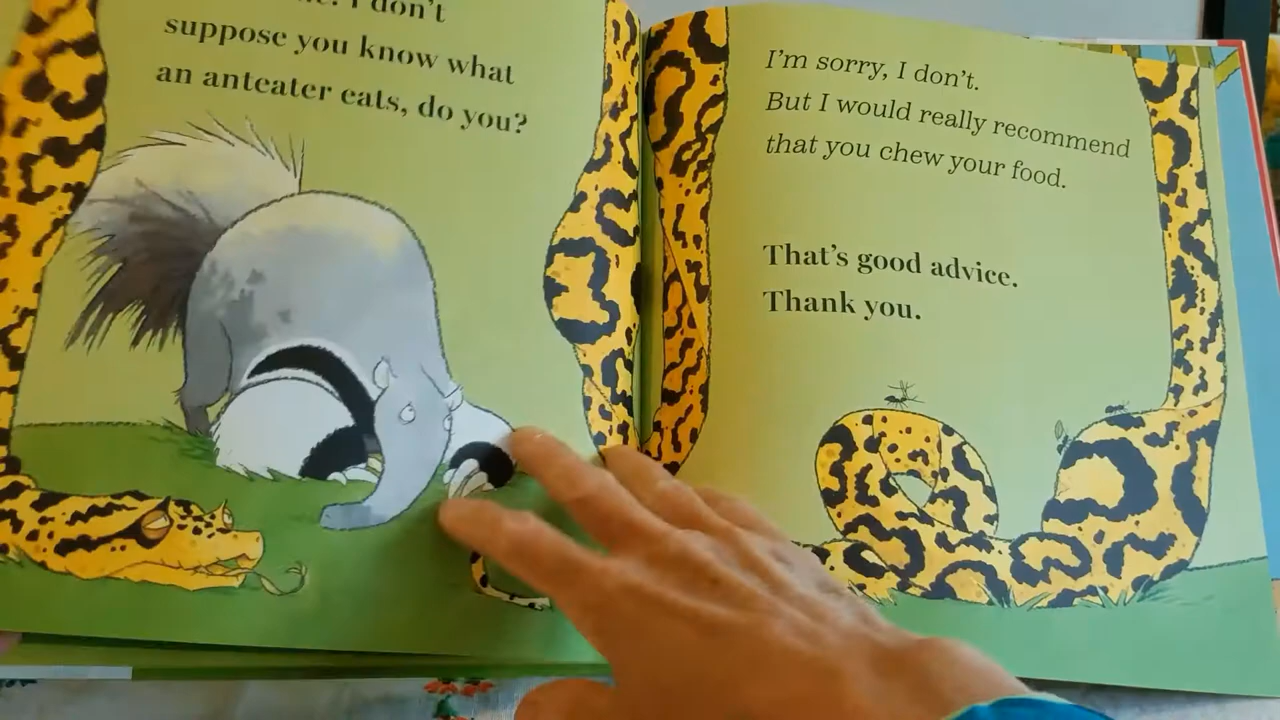 I don't
suppose you know what
an anteater eats, do you?
I'm sorry, I don't.
But I would really recommend
that you chew your food.
That's good advice.
Thank you.